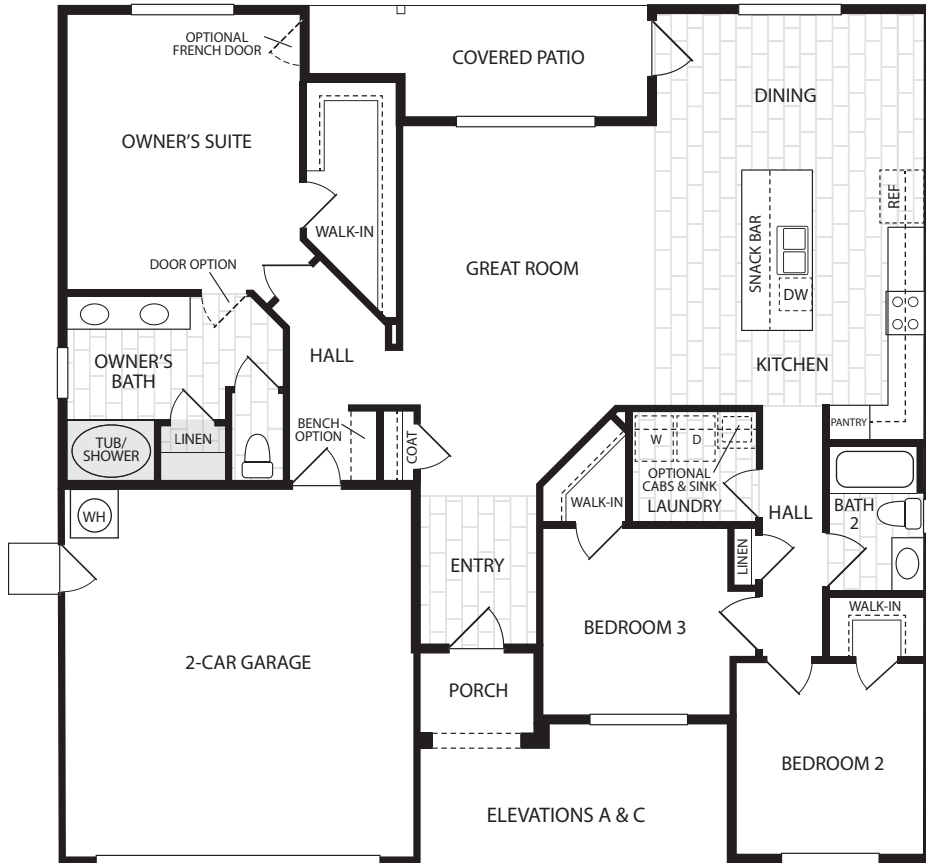 OPTIONAL
FRENCH DOOR
COVERED PATIO
DINING
OWNER'S SUITE
WALK-IN
REF
SNACK BAR
DW
DOOR OPTION
GREAT ROOM
HALL
OWNER'S
BATH
KITCHEN
TUB/
SHOWER
LINEN
BENCH
OPTION
COAT
W
D
PANTRY
OPTIONAL
CABS & SINK
LAUNDRY
WALK-IN
HALL
BATH
2
WH
ENTRY
LINEN
WALK-IN
BEDROOM 3
2-CAR GARAGE
PORCH
BEDROOM 2
ELEVATIONS A & C